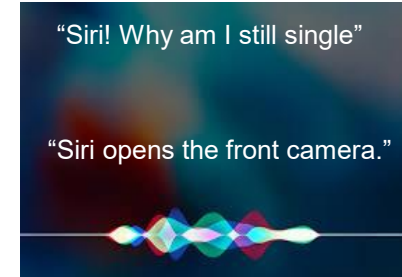 “Siri! Why am I still single”
“Siri opens the front camera.”